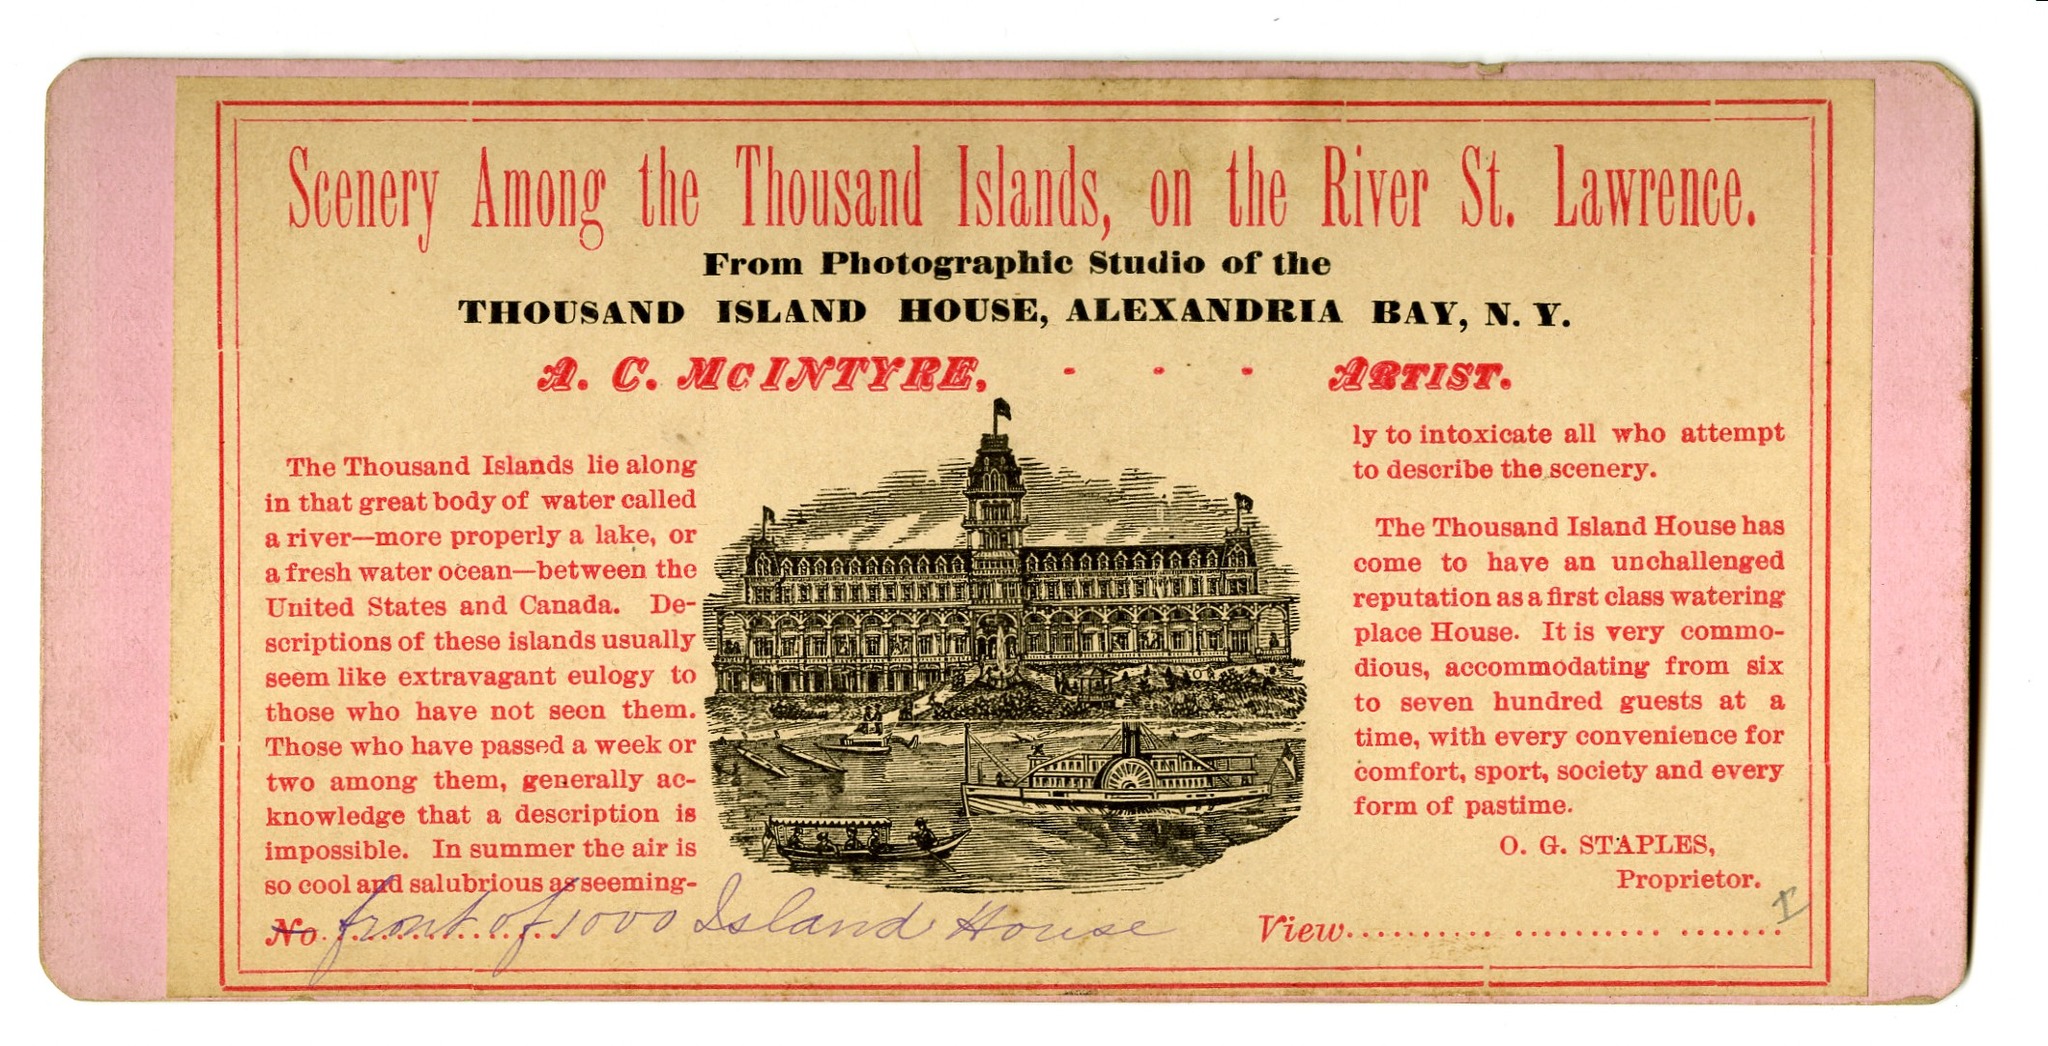 Scenery Among the Thousand Islands, on the River St. Lawrence.
From Photographic Studio of the
THOUSAND ISLAND HOUSE, ALEXANDRIA BAY, N. Y.
A. C. McINTYRE, - - - ARTIST.
The Thousand Islands lie along
in that great body of water called
a river—more properly a lake, or
a fresh water ocean—between the
United States and Canada. De-
scriptions of these islands usually
seem like extravagant eulogy to
those who have not seen them.
Those who have passed a week or
two among them, generally ac-
knowledge that a description is
impossible. In summer the air is
so cool and salubrious as seeming-
ly to intoxicate all who attempt
to describe the scenery.
The Thousand Island House has
come to have an unchallenged
reputation as a first class watering
place House. It is very commo-
dious, accommodating from six
to seven hundred guests at a
time, with every convenience for
comfort, sport, society and every
form of pastime.
O. G. STAPLES,
Proprietor.
No. front of 1000 Island House
View